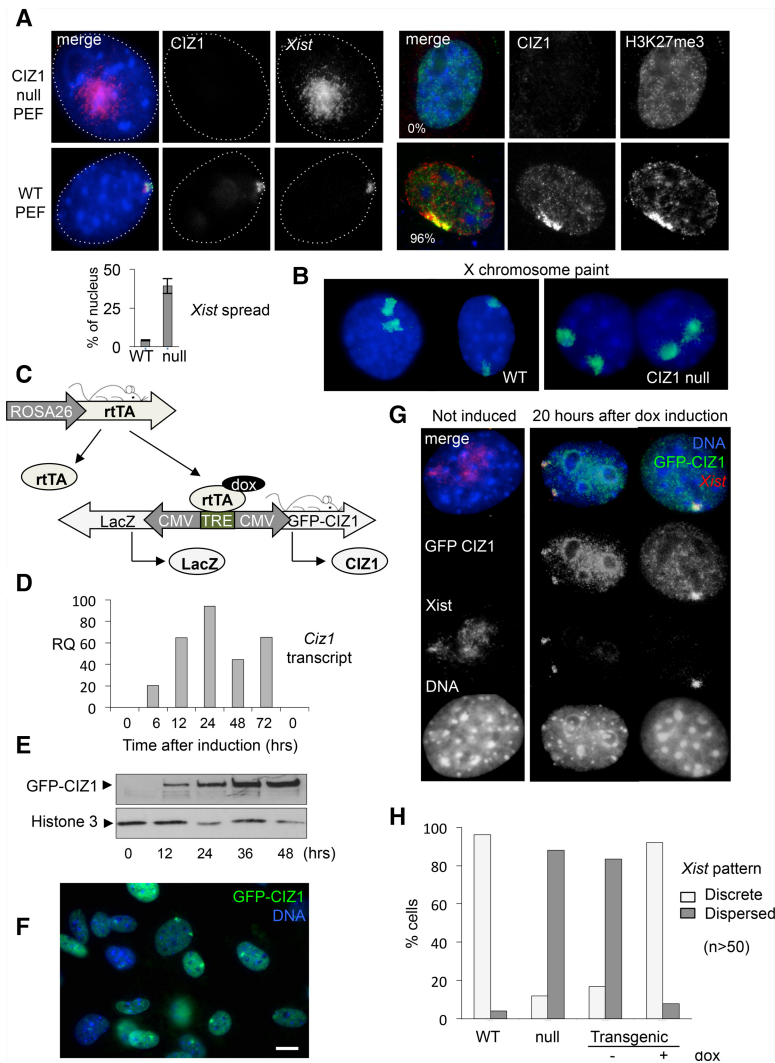 A
merge
CIZ1
Xist
merge
CIZ1
H3K27me3
CIZ1
null
PEF
0%
WT
PEF
96%
% of nucleus
50
25
0
WT
null
Xist spread
B
X chromosome paint
WT
CIZ1 null
C
ROSA26
rtTA
rtTA
rtTA
dox
LacZ
CMV
TRE
CMV
GFP-CIZ1
LacZ
CIZ1
D
RQ
100
80
60
40
20
0
Ciz1
transcript
0 6 12 24 48 72 0
Time after induction (hrs)
E
GFP-CIZ1
Histone 3
0 12 24 36 48 (hrs)
F
GFP-CIZ1
DNA
G
Not induced
20 hours after dox induction
merge
DNA
GFP-CIZ1
Xist
GFP CIZ1
Xist
DNA
H
% cells
100
80
60
40
20
0
Xist pattern
Discrete
Dispersed
(n>50)
WT null Transgenic
- + dox